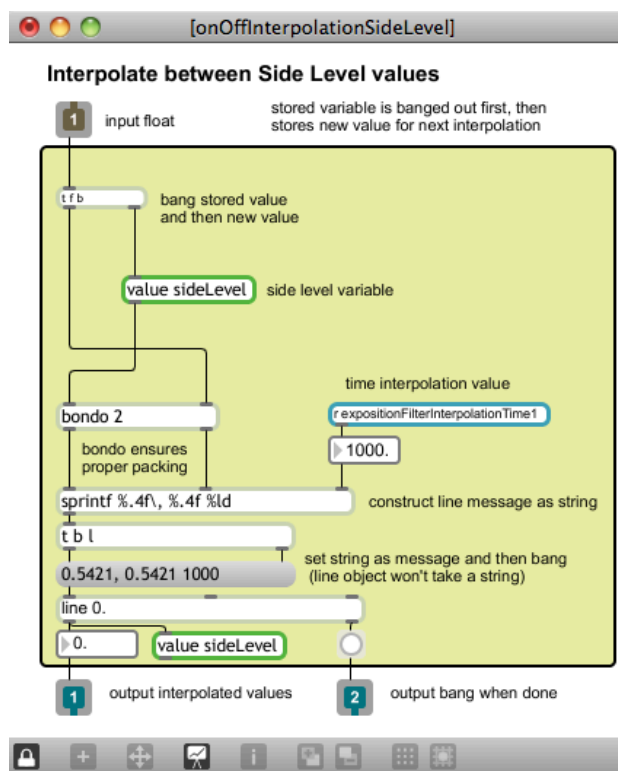 [onOffInterpolationSideLevel]
Interpolate between Side Level values
1
input float
stored variable is banged out first, then
stores new value for next interpolation
t f b
bang stored value
and then new value
value sideLevel
side level variable
time interpolation value
bondo 2
r expositionFilterInterpolationTime1
bondo ensures
proper packing
1000.
sprintf %.4f\, %.4f %ld
construct line message as string
t b l
set string as message and then bang
(line object won't take a string)
0.5421, 0.5421 1000
line 0.
0.
value sideLevel
1
output interpolated values
2
output bang when done